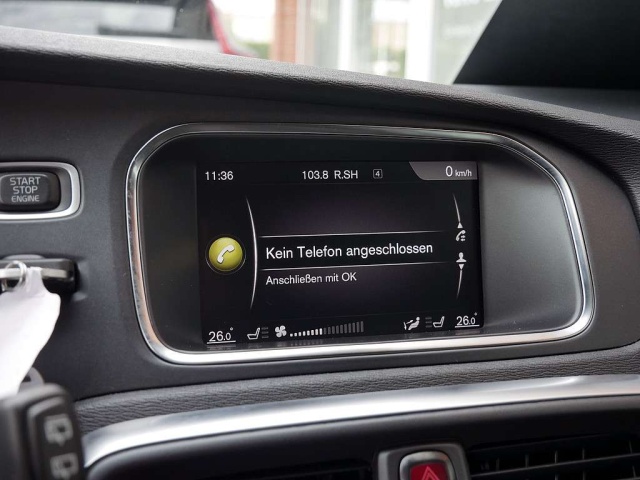 START
STOP
ENGINE
11:36 103.8 R.SH 4 0 km/h
Kein Telefon angeschlossen
Anschließen mit OK
26.0° 26.0°